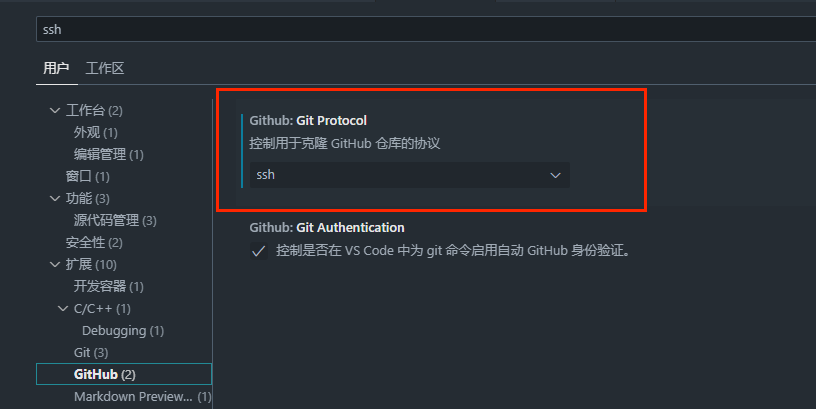 ssh
用户 工作区
工作台 (2)
外观 (1)
编辑管理 (1)
窗口 (1)
功能 (3)
源代码管理 (3)
安全性 (2)
扩展 (10)
开发容器 (1)
C/C++ (1)
Debugging (1)
Git (3)
GitHub (2)
Markdown Preview... (1)
Github: Git Protocol
控制用于克隆 GitHub 仓库的协议
ssh
Github: Git Authentication
控制是否在 VS Code 中为 git 命令启用自动 GitHub 身份验证。